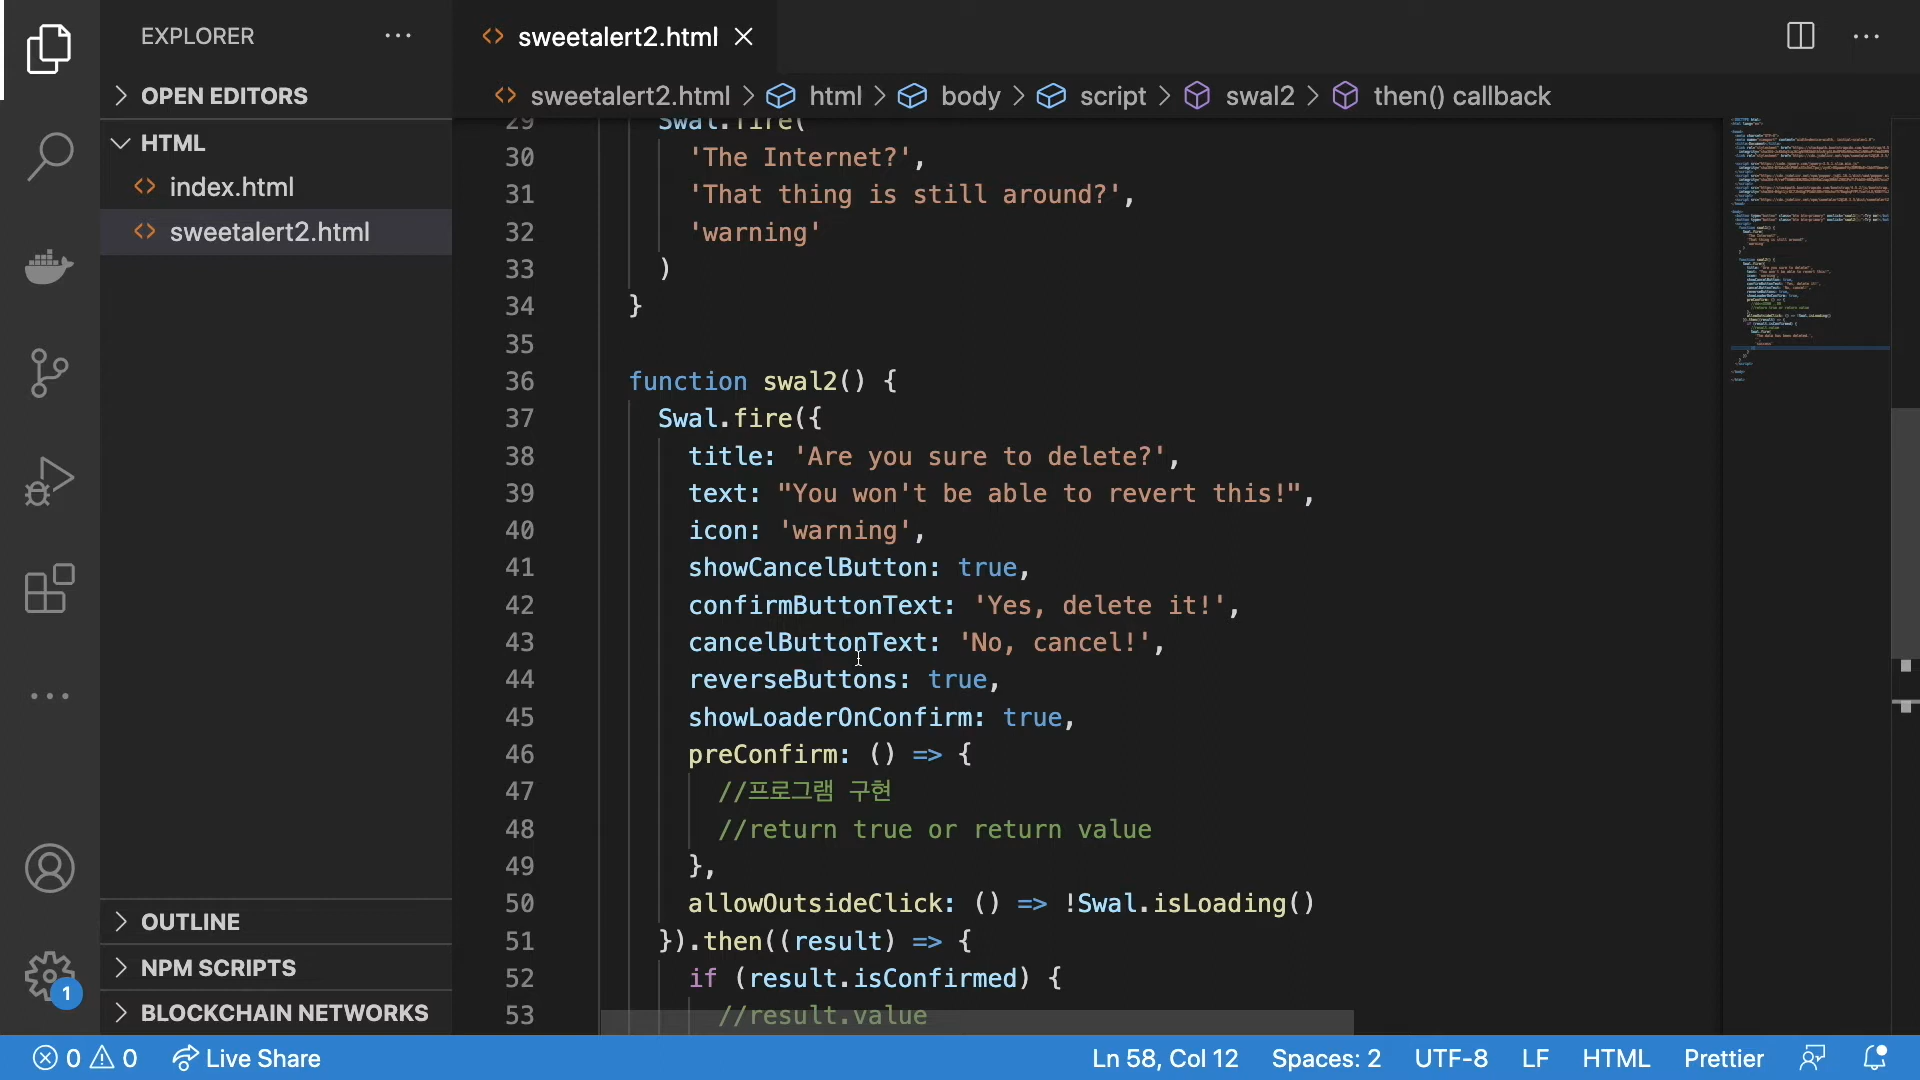 EXPLORER
OPEN EDITORS
HTML
index.html
sweetalert2.html
OUTLINE
NPM SCRIPTS
BLOCKCHAIN NETWORKS
1
sweetalert2.html
sweetalert2.html > html > body > script > swal2 > then() callback
29 Swal.fire(
30 'The Internet?',
31 'That thing is still around?',
32 'warning'
33 )
34 }
35
36 function swal2() {
37 Swal.fire({
38 title: 'Are you sure to delete?',
39 text: "You won't be able to revert this!",
40 icon: 'warning',
41 showCancelButton: true,
42 confirmButtonText: 'Yes, delete it!',
43 cancelButtonText: 'No, cancel!',
44 reverseButtons: true,
45 showLoaderOnConfirm: true,
46 preConfirm: () => {
47 //프로그램 구현
48 //return true or return value
49 },
50 allowOutsideClick: () => !Swal.isLoading()
51 }).then((result) => {
52 if (result.isConfirmed) {
53 //result.value
0 0 Live Share Ln 58, Col 12 Spaces: 2 UTF-8 LF HTML Prettier